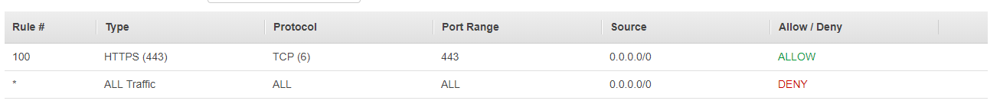 Rule # Type Protocol Port Range Source Allow / Deny
100 HTTPS (443) TCP (6) 443 0.0.0.0/0 ALLOW
* ALL Traffic ALL ALL 0.0.0.0/0 DENY